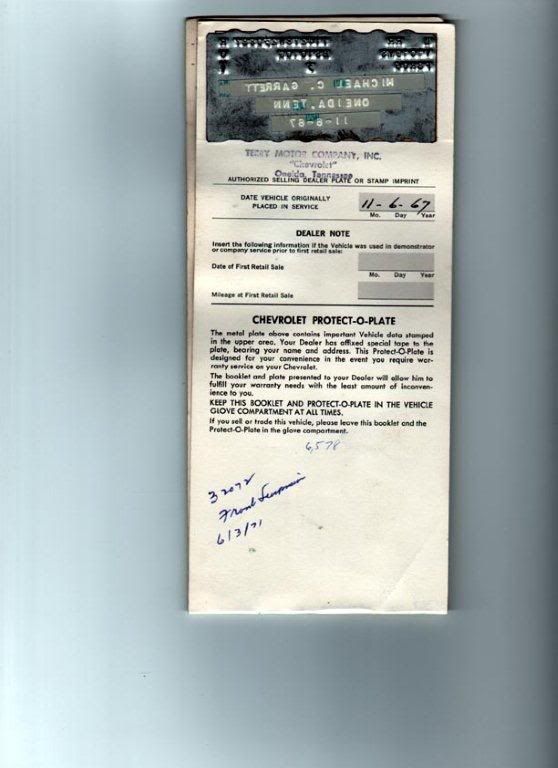 MICHAEL C. GARRETT
ONEIDA, TENN
11-6-67
TERRY MOTOR COMPANY, INC.
"Chevrolet"
Oneida, Tennessee
AUTHORIZED SELLING DEALER PLATE OR STAMP IMPRINT
DATE VEHICLE ORIGINALLY
PLACED IN SERVICE
11 - 6 - 67
Mo. Day Year
DEALER NOTE
Insert the following information if the Vehicle was used in demonstrator
or company service prior to first retail sale:
Date of First Retail Sale
Mo. Day Year
Mileage at First Retail Sale
CHEVROLET PROTECT-O-PLATE
The metal plate above contains important Vehicle data stamped
in the upper area. Your Dealer has affixed special tape to the
plate, bearing your name and address. This Protect-O-Plate is
designed for your convenience in the event you require war-
ranty service on your Chevrolet.
The booklet and plate presented to your Dealer will allow him to
fulfill your warranty needs with the least amount of inconven-
ience to you.
KEEP THIS BOOKLET AND PROTECT-O-PLATE IN THE VEHICLE
GLOVE COMPARTMENT AT ALL TIMES.
If you sell or trade this vehicle, please leave this booklet and the
Protect-O-Plate in the glove compartment.
6,578
32072
Front Suspension
6/3/71